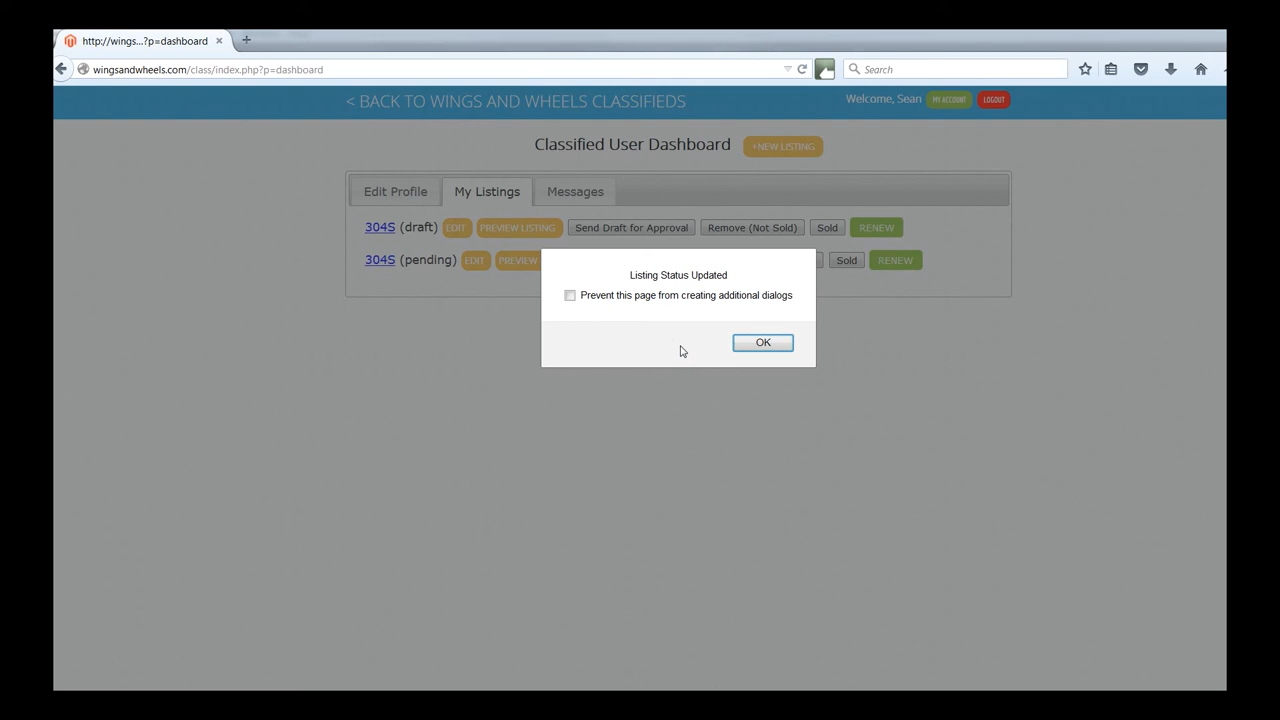 http://wings...?p=dashboard
wingsandwheels.com/class/index.php?p=dashboard
Search
< BACK TO WINGS AND WHEELS CLASSIFIEDS
Welcome, Sean
MY ACCOUNT
LOGOUT
Classified User Dashboard
+NEW LISTING
Edit Profile
My Listings
Messages
304S (draft) EDIT PREVIEW LISTING Send Draft for Approval Remove (Not Sold) Sold RENEW
304S (pending) EDIT PREVIEW Sold RENEW
Listing Status Updated
Prevent this page from creating additional dialogs
OK